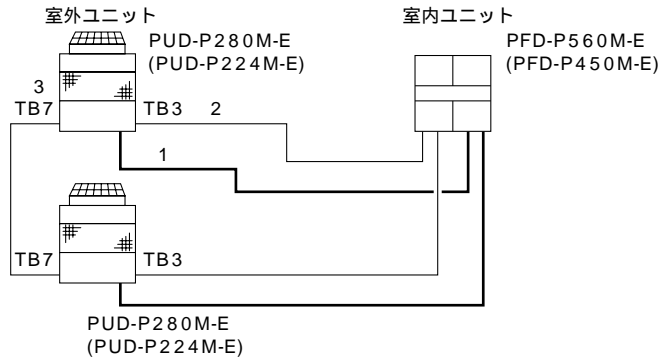 室外ユニット
PUD-P280M-E
(PUD-P224M-E)
室内ユニット
PFD-P560M-E
(PFD-P450M-E)
3
TB7
TB3
2
1
TB7
TB3
PUD-P280M-E
(PUD-P224M-E)